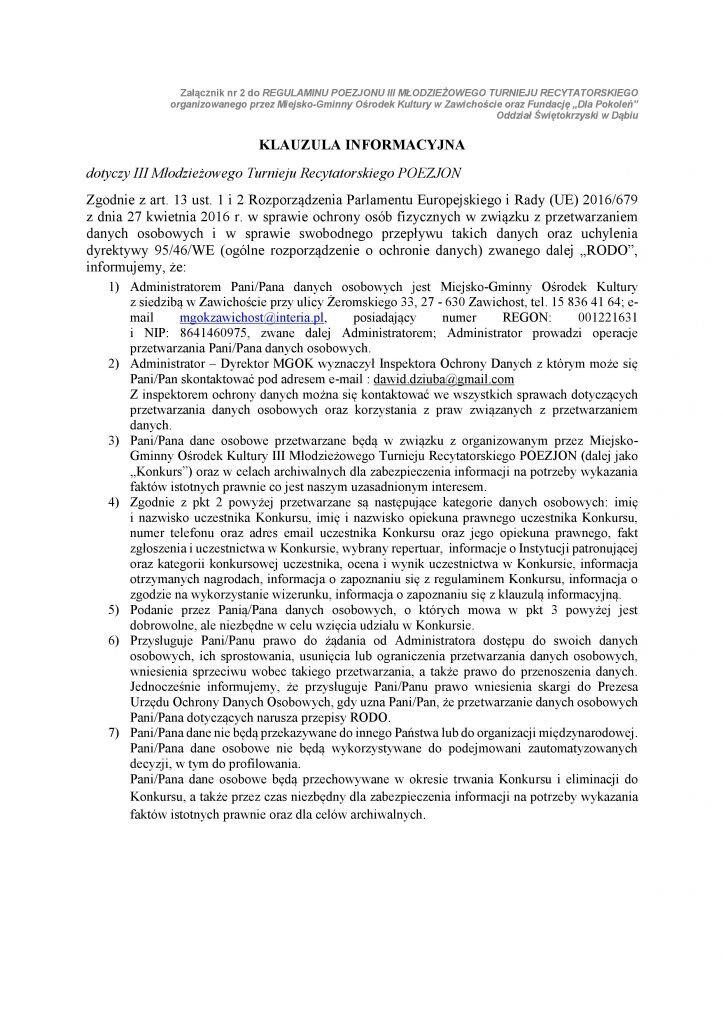 Załącznik nr 2 do REGULAMINU POEZJONU III MŁODZIEŻOWEGO TURNIEJU RECYTATORSKIEGO
organizowanego przez Miejsko-Gminny Ośrodek Kultury w Zawichoście oraz Fundację „Dla Pokoleń”
Oddział Świętokrzyski w Dąbiu
KLAUZULA INFORMACYJNA
dotyczy III Młodzieżowego Turnieju Recytatorskiego POEZJON
Zgodnie z art. 13 ust. 1 i 2 Rozporządzenia Parlamentu Europejskiego i Rady (UE) 2016/679
z dnia 27 kwietnia 2016 r. w sprawie ochrony osób fizycznych w związku z przetwarzaniem
danych osobowych i w sprawie swobodnego przepływu takich danych oraz uchylenia
dyrektywy 95/46/WE (ogólne rozporządzenie o ochronie danych) zwanego dalej „RODO”,
informujemy, że:
1) Administratorem Pani/Pana danych osobowych jest Miejsko-Gminny Ośrodek Kultury
z siedzibą w Zawichoście przy ulicy Żeromskiego 33, 27 - 630 Zawichost, tel. 15 836 41 64; e-
mail mgokzawichost@interia.pl, posiadający numer REGON: 001221631
i NIP: 8641460975, zwane dalej Administratorem; Administrator prowadzi operacje
przetwarzania Pani/Pana danych osobowych.
2) Administrator – Dyrektor MGOK wyznaczył Inspektora Ochrony Danych z którym może się
Pani/Pan skontaktować pod adresem e-mail : dawid.dziuba@gmail.com
Z inspektorem ochrony danych można się kontaktować we wszystkich sprawach dotyczących
przetwarzania danych osobowych oraz korzystania z praw związanych z przetwarzaniem
danych.
3) Pani/Pana dane osobowe przetwarzane będą w związku z organizowanym przez Miejsko-
Gminny Ośrodek Kultury III Młodzieżowego Turnieju Recytatorskiego POEZJON (dalej jako
„Konkurs”) oraz w celach archiwalnych dla zabezpieczenia informacji na potrzeby wykazania
faktów istotnych prawnie co jest naszym uzasadnionym interesem.
4) Zgodnie z pkt 2 powyżej przetwarzane są następujące kategorie danych osobowych: imię
i nazwisko uczestnika Konkursu, imię i nazwisko opiekuna prawnego uczestnika Konkursu,
numer telefonu oraz adres email uczestnika Konkursu oraz jego opiekuna prawnego, fakt
zgłoszenia i uczestnictwa w Konkursie, wybrany repertuar, informacje o Instytucji patronującej
oraz kategorii konkursowej uczestnika, ocena i wynik uczestnictwa w Konkursie, informacja
otrzymanych nagrodach, informacja o zapoznaniu się z regulaminem Konkursu, informacja o
zgodzie na wykorzystanie wizerunku, informacja o zapoznaniu się z klauzulą informacyjną.
5) Podanie przez Panią/Pana danych osobowych, o których mowa w pkt 3 powyżej jest
dobrowolne, ale niezbędne w celu wzięcia udziału w Konkursie.
6) Przysługuje Pani/Panu prawo do żądania od Administratora dostępu do swoich danych
osobowych, ich sprostowania, usunięcia lub ograniczenia przetwarzania danych osobowych,
wniesienia sprzeciwu wobec takiego przetwarzania, a także prawo do przenoszenia danych.
Jednocześnie informujemy, że przysługuje Pani/Panu prawo wniesienia skargi do Prezesa
Urzędu Ochrony Danych Osobowych, gdy uzna Pani/Pan, że przetwarzanie danych osobowych
Pani/Pana dotyczących narusza przepisy RODO.
7) Pani/Pana dane nie będą przekazywane do innego Państwa lub do organizacji międzynarodowej.
Pani/Pana dane osobowe nie będą wykorzystywane do podejmowani zautomatyzowanych
decyzji, w tym do profilowania.
Pani/Pana dane osobowe będą przechowywane w okresie trwania Konkursu i eliminacji do
Konkursu, a także przez czas niezbędny dla zabezpieczenia informacji na potrzeby wykazania
faktów istotnych prawnie oraz dla celów archiwalnych.